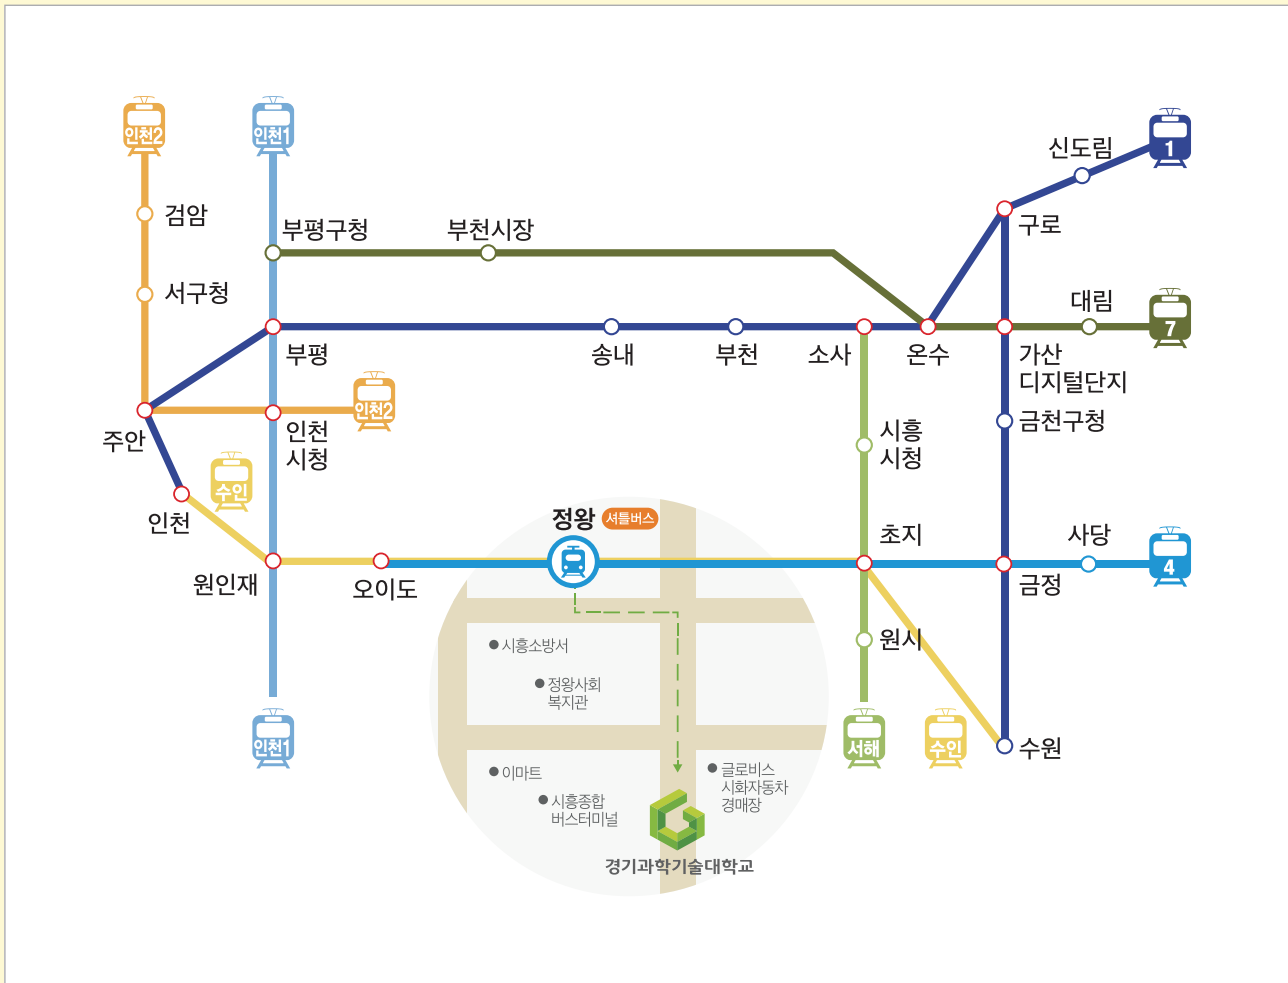 인천2
인천1
1
신도림
검암
부평구청
부천시장
구로
서구청
대림
7
부평
송내
부천
소사
온수
가산
디지털단지
인천2
주안
인천
시청
시흥
시청
금천구청
수인
인천
정왕
셔틀버스
초지
사당
4
원인재
오이도
금정
시흥소방서
원시
정왕사회
복지관
인천1
서해
수인
수원
이마트
글로비스
시화자동차
경매장
시흥종합
버스터미널
경기과학기술대학교